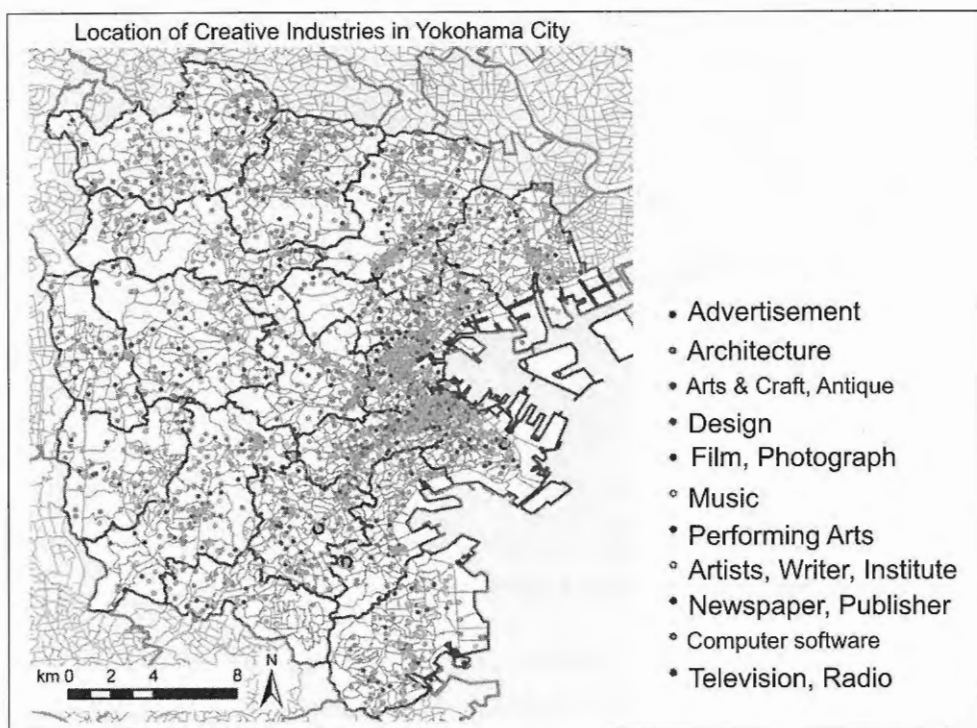 Location of Creative Industries in Yokohama City
Advertisement
Architecture
Arts & Craft, Antique
Design
Film, Photograph
Music
Performing Arts
Artists, Writer, Institute
Newspaper, Publisher
Computer software
Television, Radio
km 0 2 4 8
N